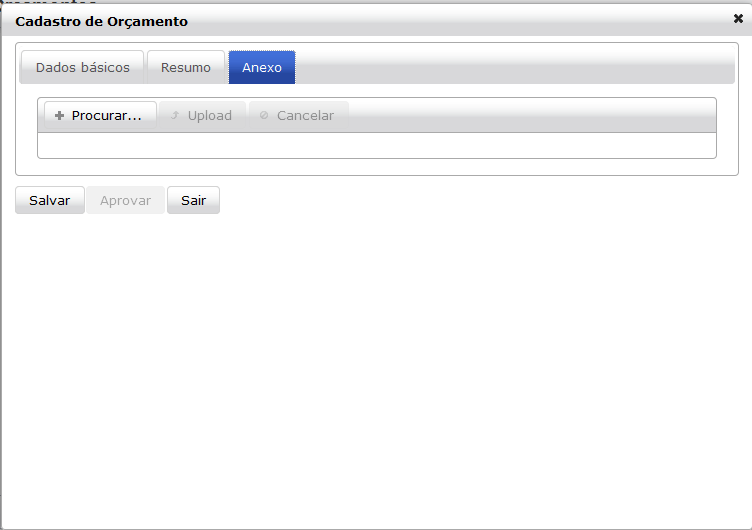 Cadastro de Orçamento
Dados básicos Resumo Anexo
Procurar... Upload Cancelar
Salvar Aprovar Sair